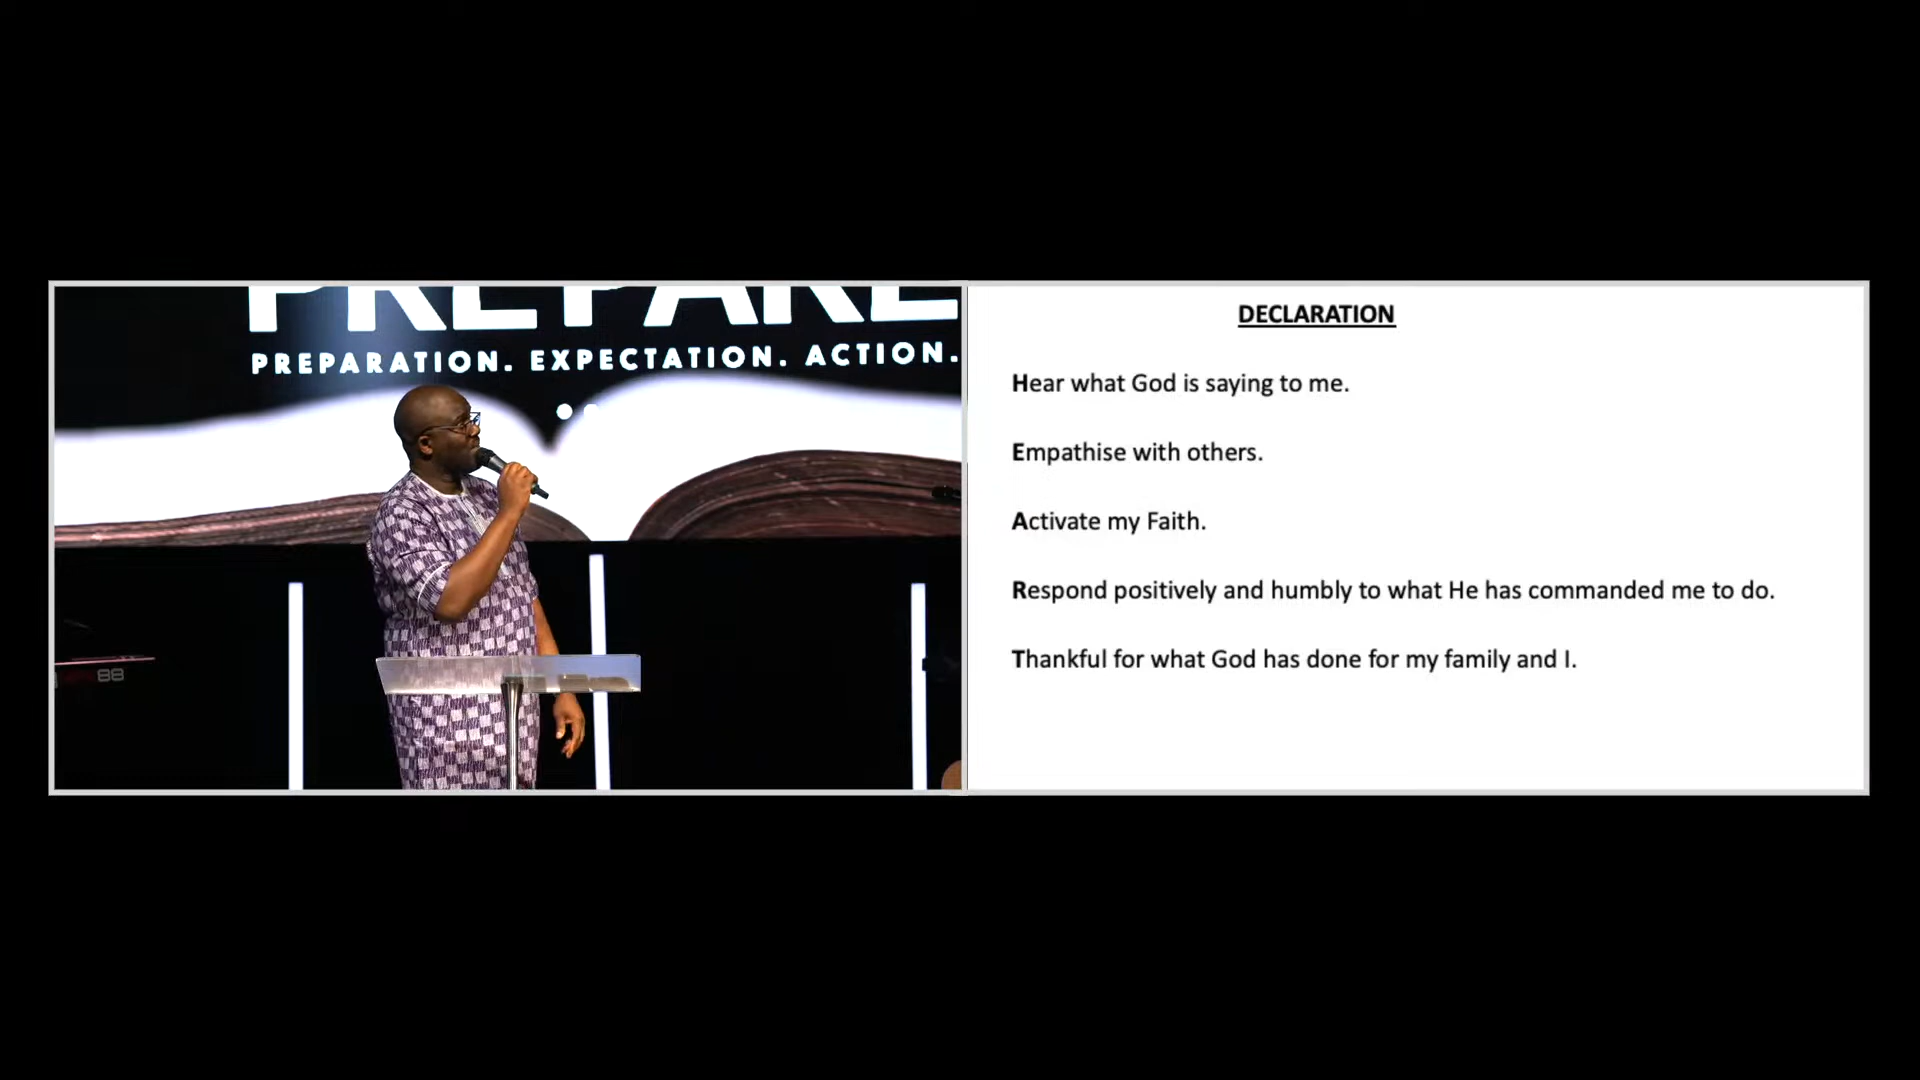 PREPARE
PREPARATION. EXPECTATION. ACTION.
88
DECLARATION
Hear what God is saying to me.
Empathise with others.
Activate my Faith.
Respond positively and humbly to what He has commanded me to do.
Thankful for what God has done for my family and I.